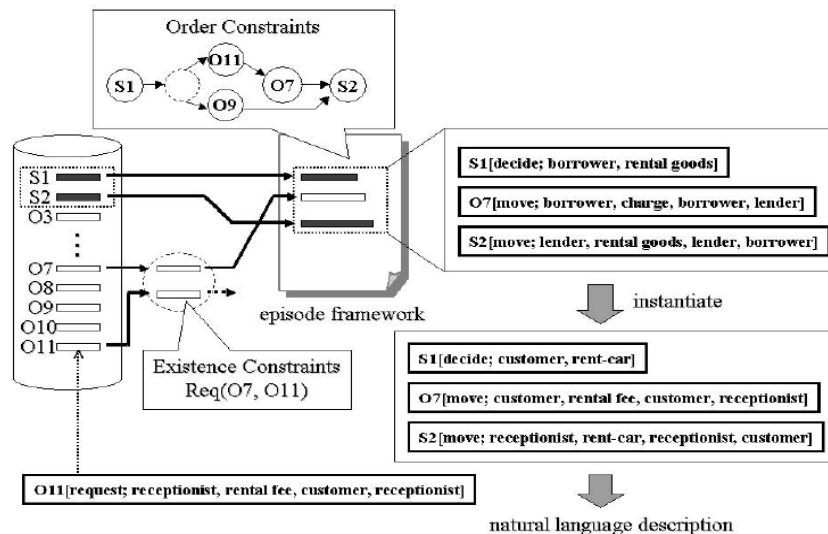 Order Constraints
S1
O11
O7
S2
O9
S1
S2
O3
O7
O8
O9
O10
O11
episode framework
Existence Constraints
Req(O7, O11)
S1[decide; borrower, rental goods]
O7[move; borrower, charge, borrower, lender]
S2[move; lender, rental goods, lender, borrower]
instantiate
S1[decide; customer, rent-car]
O7[move; customer, rental fee, customer, receptionist]
S2[move; receptionist, rent-car, receptionist, customer]
O11[request; receptionist, rental fee, customer, receptionist]
natural language description